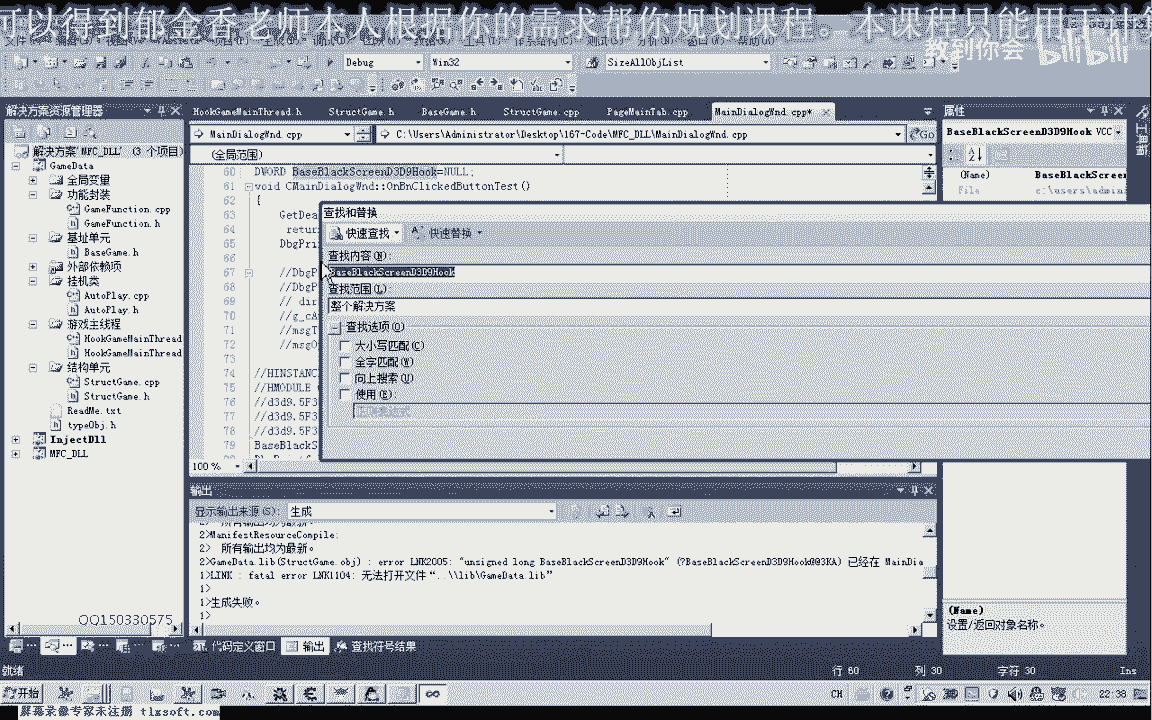 可以得到郁金香老师本人根据你的需求帮你规划课程。本课程只能用于计
教到你会 bilibili
Debug Win32 SizeAllObjList
解决方案资源管理器
HookGameMainThread.h StructGame.h BaseGame.h StructGame.cpp PageMainTab.cpp MainDialogWnd.cpp*
属性
MainDialogWnd.cpp C:\Users\Administrator\Desktop\167-Code\MFC_DLL\MainDialogWnd.cpp Go
BaseBlackScreenD3D9Hook VCC
(全局范围)
解决方案"MFC_DLL" (3 个项目)
GameData
全局变量
功能封装
GameFunction.cpp
GameFunction.h
基址单元
BaseGame.h
外部依赖项
挂机类
AutoPlay.cpp
AutoPlay.h
游戏主线程
HookGameMainThread
HookGameMainThread
结构单元
StructGame.cpp
StructGame.h
ReadMe.txt
typeObj.h
InjectDll
MFC_DLL
60 DWORD BaseBlackScreenD3D9Hook=NULL;
61 void CMainDialogWnd::OnBnClickedButtonTest()
62 {
63 GetDea
64 retur
65 DbgPri
66
67 //DbgP
68 //DbgP
69 // dir
70 //g_cA
71 //msgT
72 //msgO
73
74 //HINSTANC
75 //HMODULE
76 //d3d9.5F3
77 //d3d9.5F3
78 //d3d9.5F3
79 BaseBlackS
100 %
查找和替换
快速查找 快速替换
查找内容(N):
BaseBlackScreenD3D9Hook
查找范围(L):
整个解决方案
查找选项(O)
大小写匹配(C)
全字匹配(W)
向上搜索(U)
使用(E):
正则表达式
(Name) BaseBlackScreen
File c:\users\admin
输出
显示输出来源(S): 生成
2>ManifestResourceCompile:
2> 所有输出均为最新。
2>GameData.lib(StructGame.obj) : error LNK2005: "unsigned long BaseBlackScreenD3D9Hook" (?BaseBlackScreenD3D9Hook@@3KA) 已经在 MainDia
1>LINK : fatal error LNK1104: 无法打开文件“..\\lib\GameData.lib”
1>
1>生成失败。
1>
(Name)
设置/返回对象名称。
QQ150330575
代码定义窗口 输出 查找符号结果
就绪 行 60 列 30 字符 30 Ins
开始 CH 22:38
屏幕录像专家未注册 tlxsoft.com